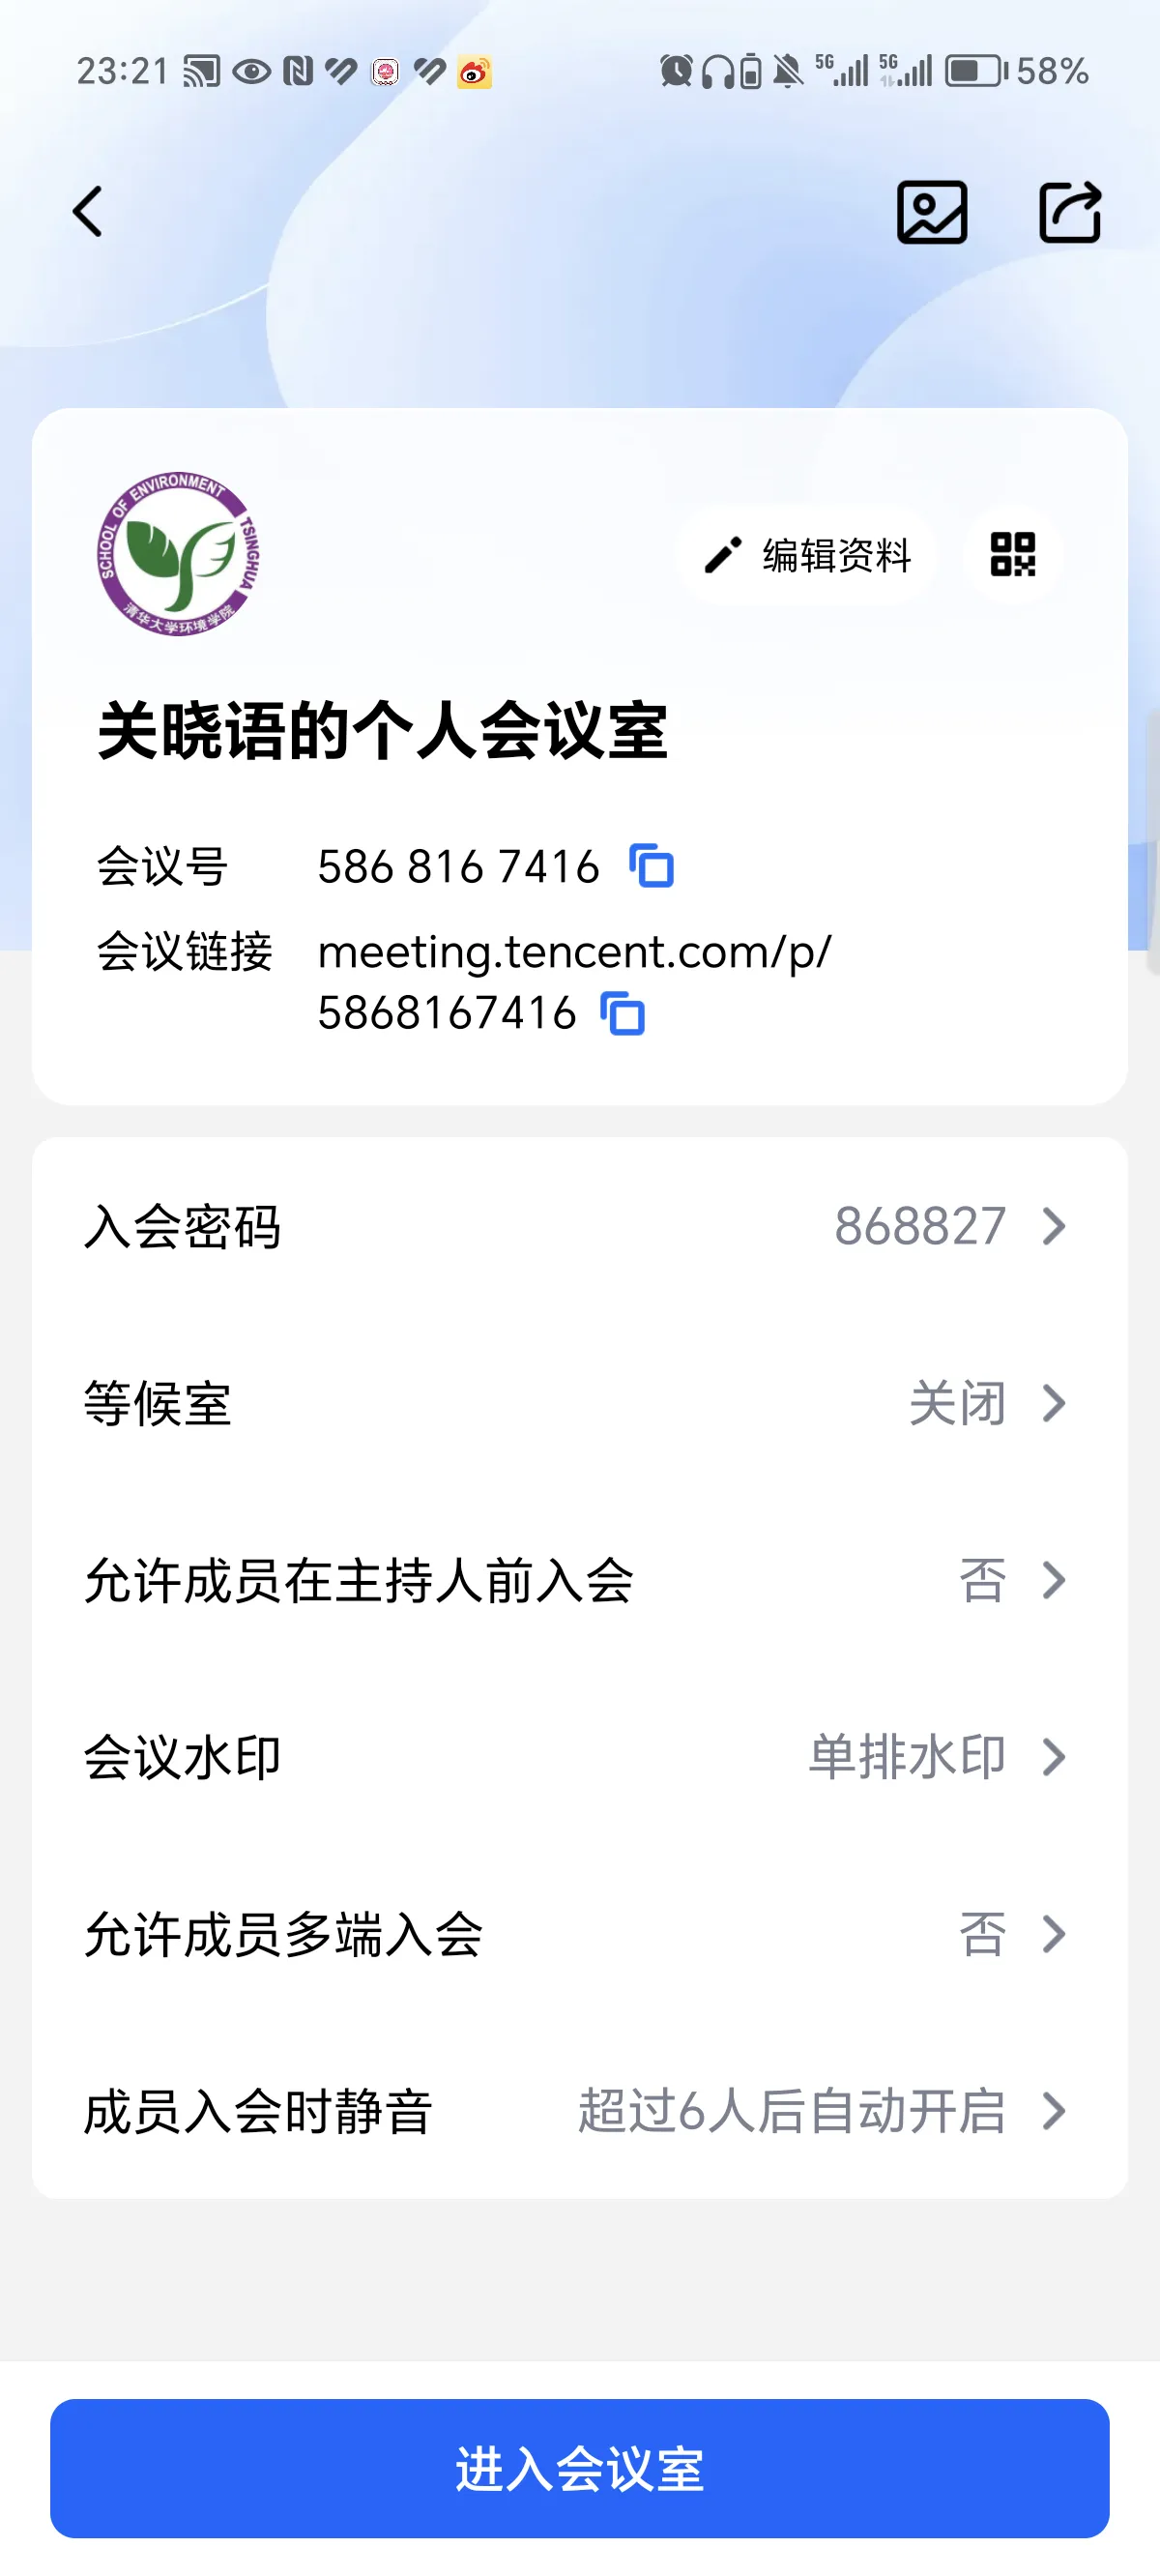 23:21
5G 5G 58%
SCHOOL OF ENVIRONMENT TSINGHUA
清华大学环境学院
编辑资料
关晓语的个人会议室
会议号 586 816 7416
会议链接 meeting.tencent.com/p/
5868167416
入会密码 868827
等候室 关闭
允许成员在主持人前入会 否
会议水印 单排水印
允许成员多端入会 否
成员入会时静音 超过6人后自动开启
进入会议室